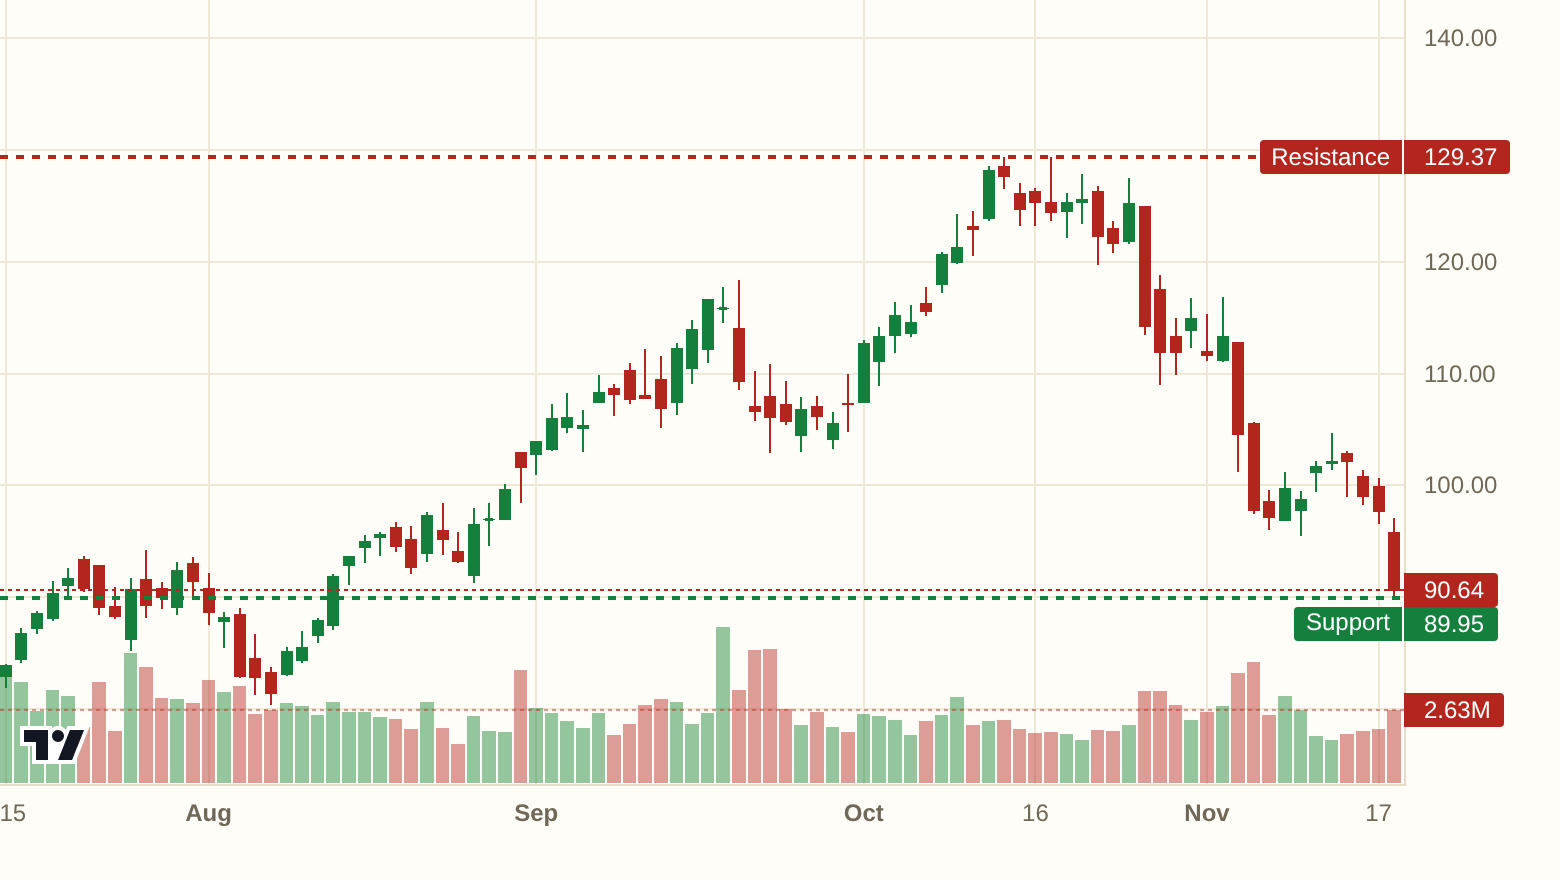 140.00
Resistance 129.37
120.00
110.00
100.00
90.64
Support 89.95
2.63M
15 Aug Sep Oct 16 Nov 17